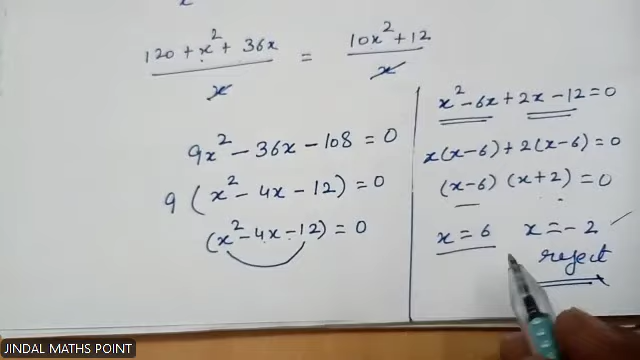 120 + x² + 36x / x = 10x² + 12 / x
9x² - 36x - 108 = 0
9 (x² - 4x - 12) = 0
(x² - 4x - 12) = 0
x² - 6x + 2x - 12 = 0
x(x-6) + 2(x-6) = 0
(x-6) (x+2) = 0
x = 6 x = -2
reject
JINDAL MATHS POINT